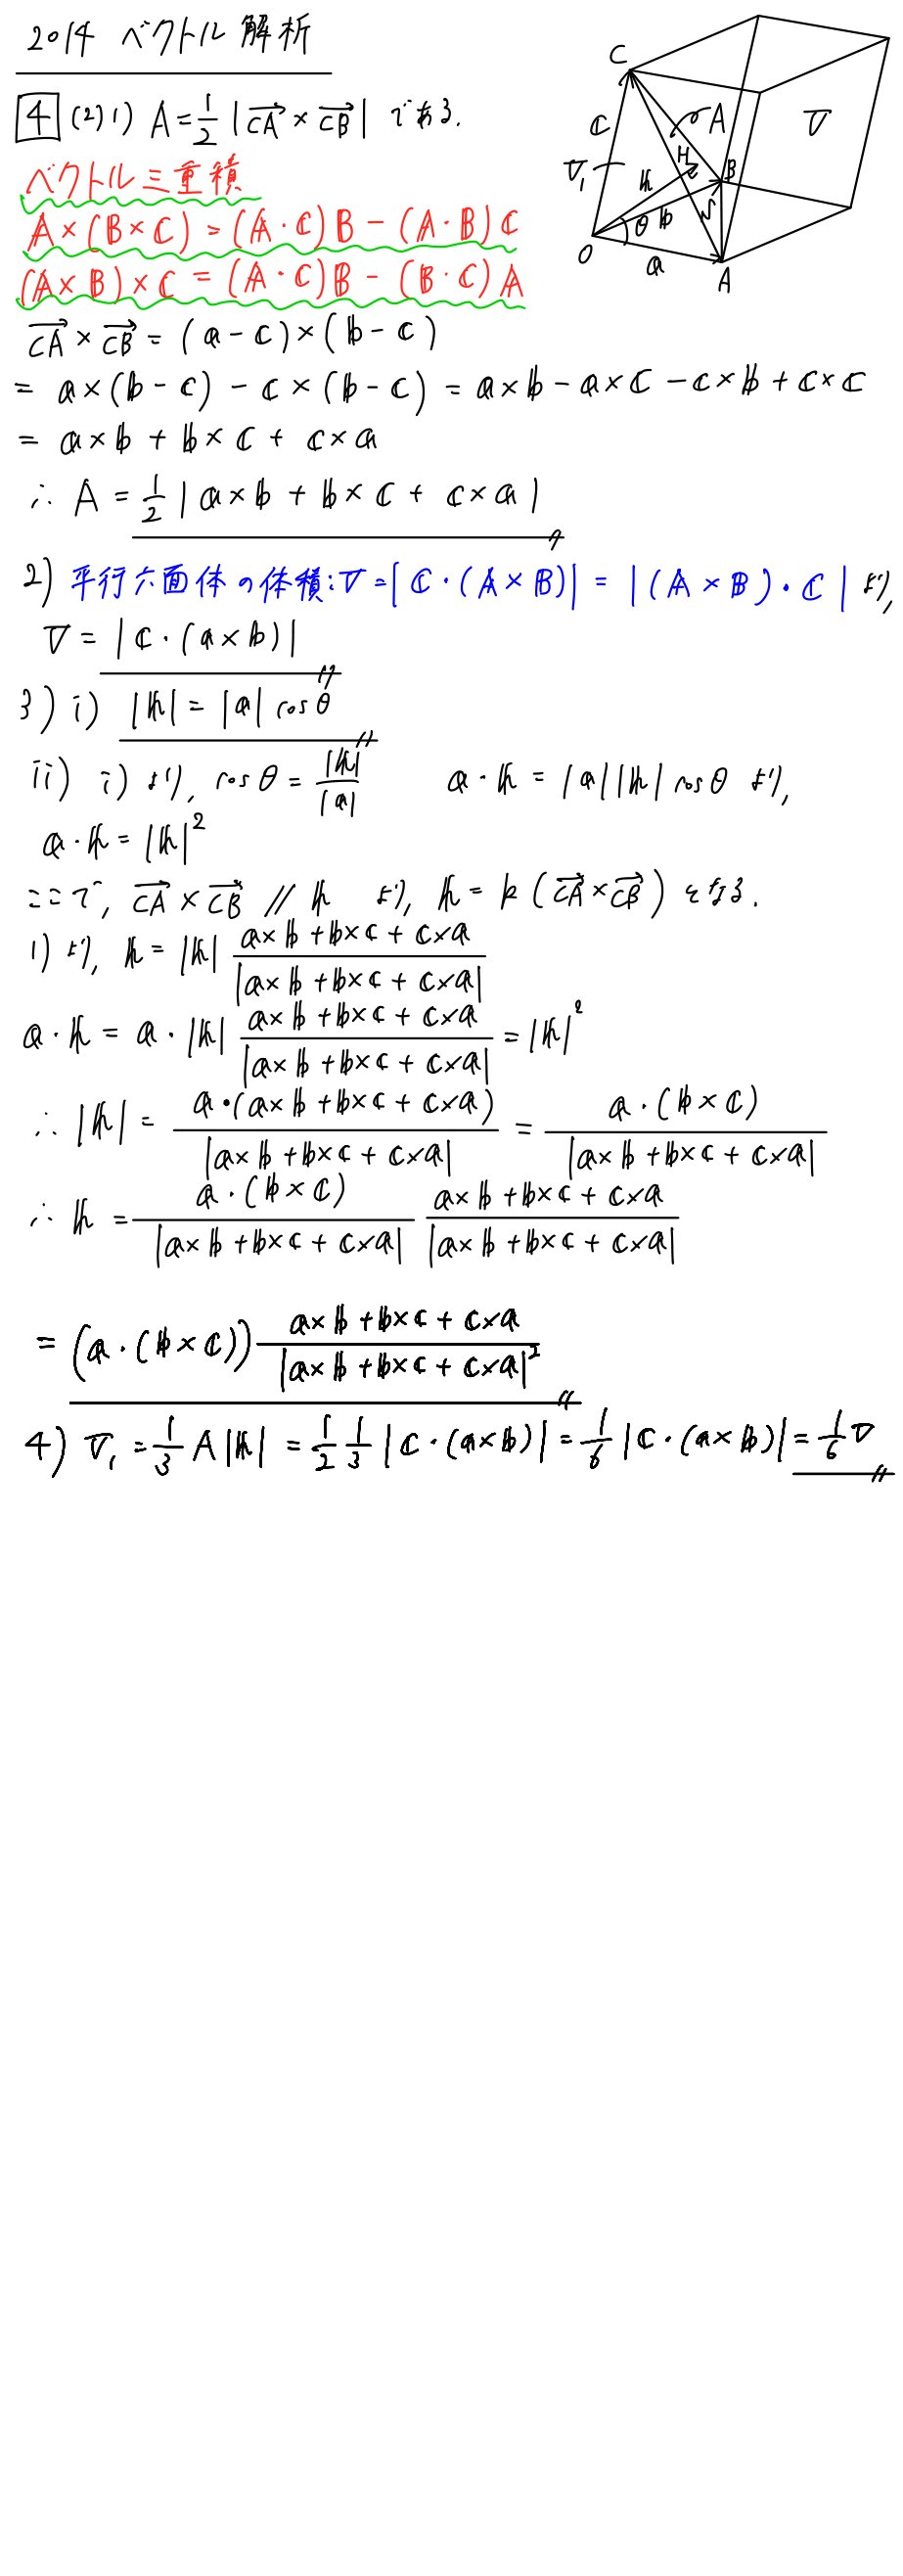 2014 ベクトル解析
4 (2) 1) A = 1/2 |→CA × →CB| である.
ベクトル三重積
𝔸×(𝔹×ℂ) = (𝔸·ℂ)𝔹 − (𝔸·𝔹)ℂ
(𝔸×𝔹)×ℂ = (𝔸·ℂ)𝔹 − (𝔹·ℂ)𝔸
→CA × →CB = (𝕒−𝕔)×(𝕓−𝕔)
= 𝕒×(𝕓−𝕔) − 𝕔×(𝕓−𝕔) = 𝕒×𝕓 − 𝕒×𝕔 − 𝕔×𝕓 + 𝕔×𝕔
= 𝕒×𝕓 + 𝕓×𝕔 + 𝕔×𝕒
∴ A = 1/2 |𝕒×𝕓 + 𝕓×𝕔 + 𝕔×𝕒|
2) 平行六面体の体積: V = |ℂ·(𝔸×𝔹)| = |(𝔸×𝔹)·ℂ| より,
V = |𝕔·(𝕒×𝕓)|
3) i) |𝕙| = |𝕒| cosθ
ii) i) より, cosθ = |𝕙|/|𝕒| 𝕒·𝕙 = |𝕒||𝕙| cosθ より,
𝕒·𝕙 = |𝕙|²
ここで, →CA × →CB // 𝕙 より, 𝕙 = k(→CA × →CB) となる.
1) より, 𝕙 = |𝕙| (𝕒×𝕓 + 𝕓×𝕔 + 𝕔×𝕒)/|𝕒×𝕓 + 𝕓×𝕔 + 𝕔×𝕒|
𝕒·𝕙 = 𝕒·|𝕙| (𝕒×𝕓 + 𝕓×𝕔 + 𝕔×𝕒)/|𝕒×𝕓 + 𝕓×𝕔 + 𝕔×𝕒| = |𝕙|²
∴ |𝕙| = 𝕒·(𝕒×𝕓 + 𝕓×𝕔 + 𝕔×𝕒)/|𝕒×𝕓 + 𝕓×𝕔 + 𝕔×𝕒| = 𝕒·(𝕓×𝕔)/|𝕒×𝕓 + 𝕓×𝕔 + 𝕔×𝕒|
∴ 𝕙 = 𝕒·(𝕓×𝕔)/|𝕒×𝕓 + 𝕓×𝕔 + 𝕔×𝕒| (𝕒×𝕓 + 𝕓×𝕔 + 𝕔×𝕒)/|𝕒×𝕓 + 𝕓×𝕔 + 𝕔×𝕒|
= (𝕒·(𝕓×𝕔)) (𝕒×𝕓 + 𝕓×𝕔 + 𝕔×𝕒)/|𝕒×𝕓 + 𝕓×𝕔 + 𝕔×𝕒|²
4) V₁ = 1/3 A|𝕙| = 1/2 1/3 |𝕔·(𝕒×𝕓)| = 1/6 |𝕔·(𝕒×𝕓)| = 1/6 V
C
𝕔
A
V
V₁
𝕙
H
B
θ
𝕓
O
𝕒
A